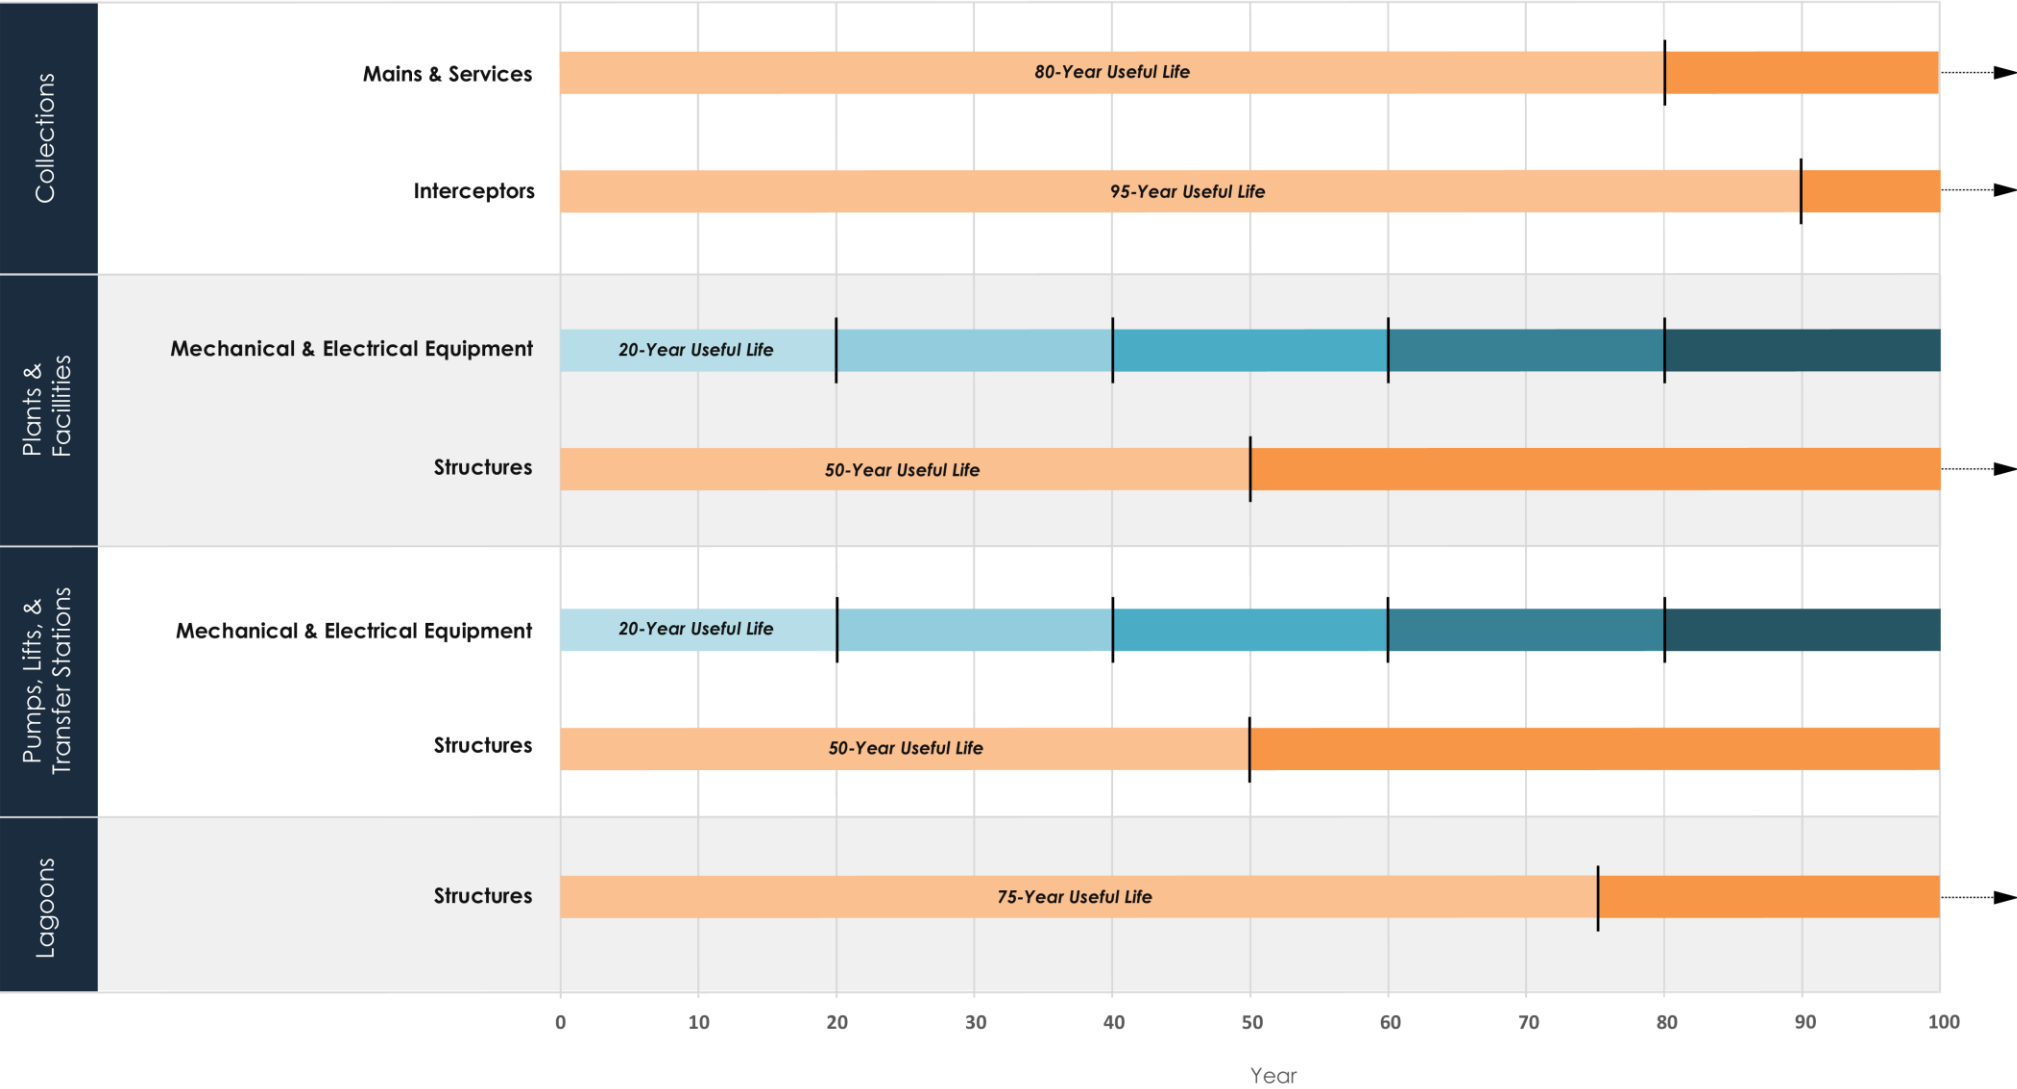 Collections
Mains & Services
80-Year Useful Life
Interceptors
95-Year Useful Life
Plants &
Facillities
Mechanical & Electrical Equipment
20-Year Useful Life
Structures
50-Year Useful Life
Pumps, Lifts, &
Transfer Stations
Mechanical & Electrical Equipment
20-Year Useful Life
Structures
50-Year Useful Life
Lagoons
Structures
75-Year Useful Life
0 10 20 30 40 50 60 70 80 90 100
Year